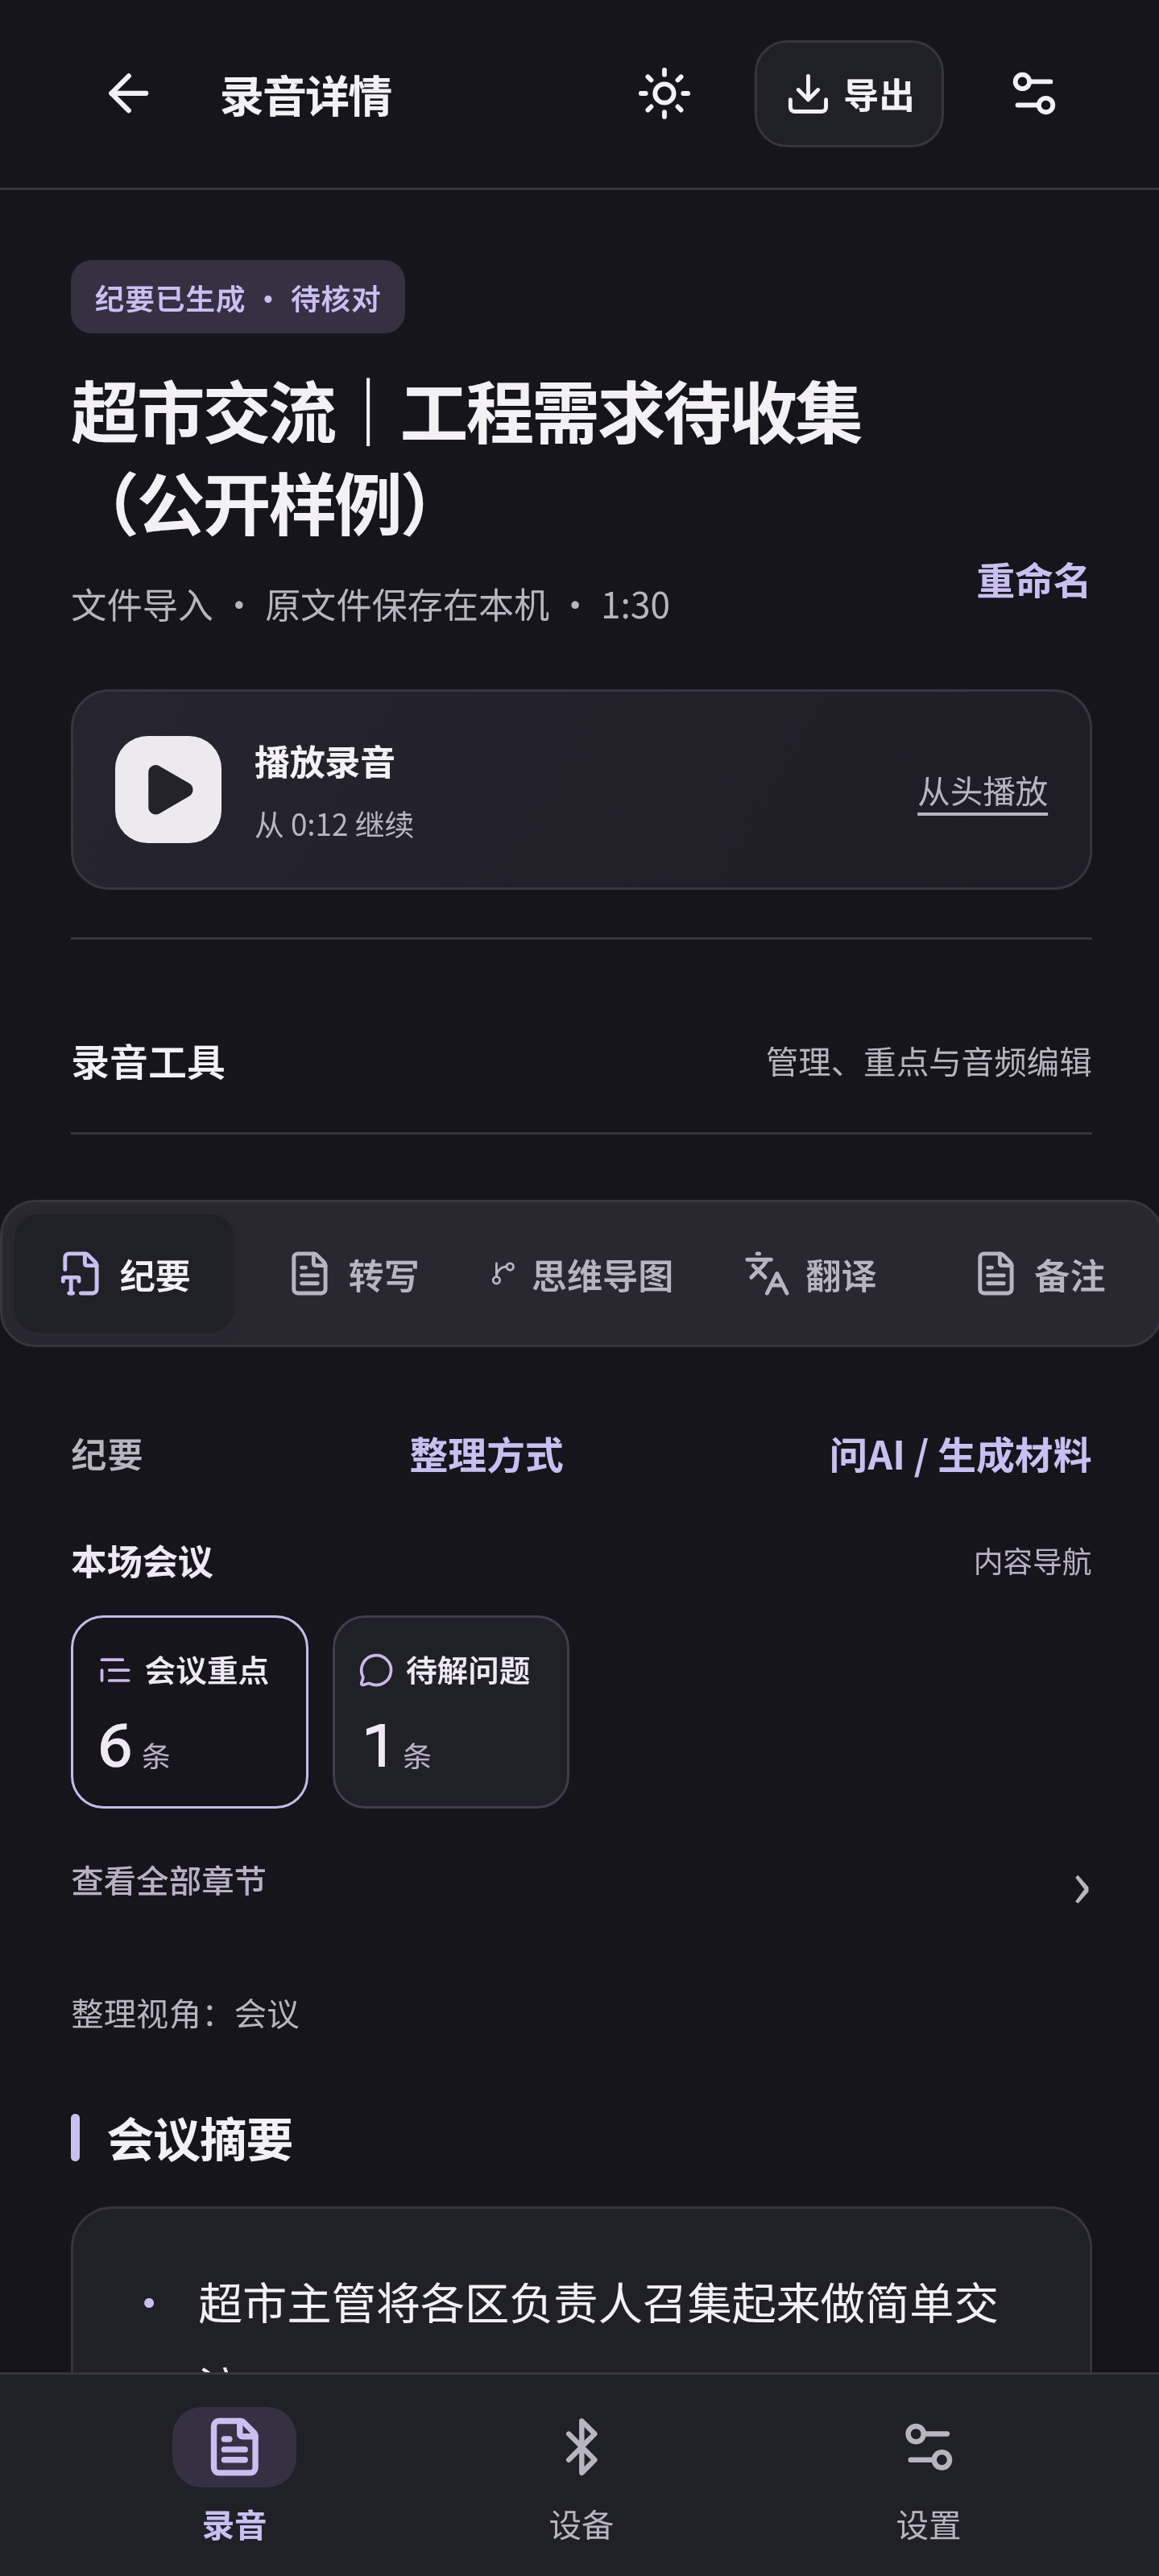 录音详情
导出
纪要已生成 · 待核对
超市交流｜工程需求待收集
（公开样例）
重命名
文件导入 · 原文件保存在本机 · 1:30
播放录音
从 0:12 继续
从头播放
录音工具
管理、重点与音频编辑
纪要 转写 思维导图 翻译 备注
纪要 整理方式 问AI / 生成材料
本场会议 内容导航
会议重点
6 条
待解问题
1 条
查看全部章节
整理视角：会议
会议摘要
• 超市主管将各区负责人召集起来做简单交
录音 设备 设置